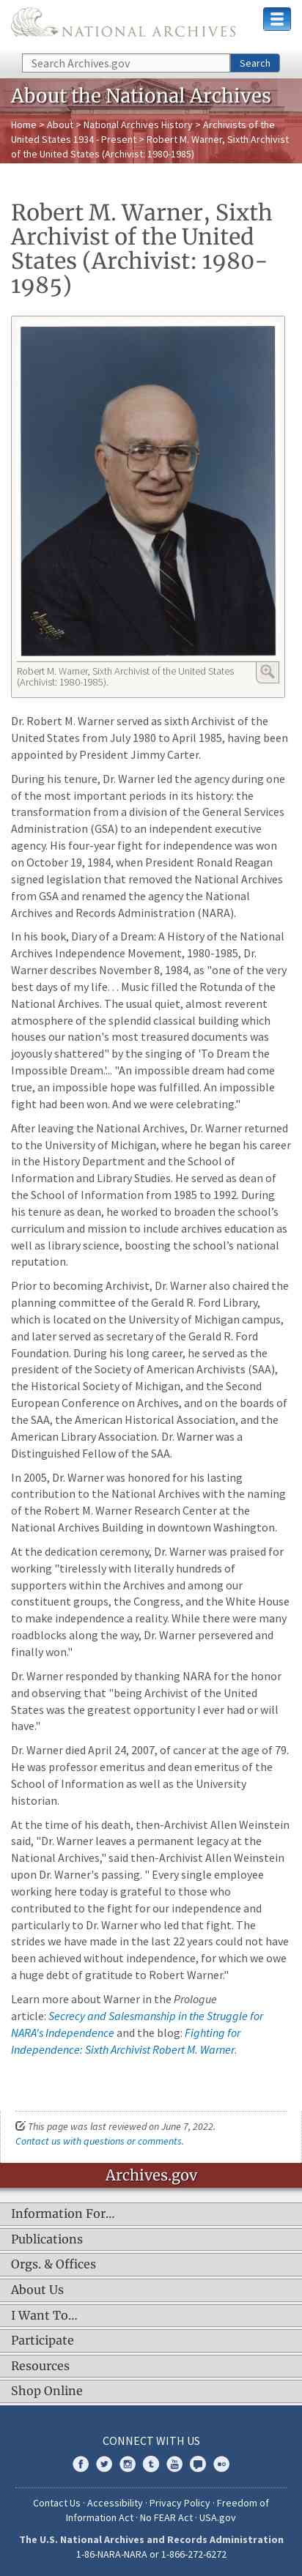 NATIONAL ARCHIVES
Search Archives.gov
Search
About the National Archives
Home > About > National Archives History > Archivists of the
United States 1934 - Present > Robert M. Warner, Sixth Archivist
of the United States (Archivist: 1980-1985)
Robert M. Warner, Sixth
Archivist of the United
States (Archivist: 1980-
1985)
Robert M. Warner, Sixth Archivist of the United States
(Archivist: 1980-1985).
Dr. Robert M. Warner served as sixth Archivist of the
United States from July 1980 to April 1985, having been
appointed by President Jimmy Carter.
During his tenure, Dr. Warner led the agency during one
of the most important periods in its history: the
transformation from a division of the General Services
Administration (GSA) to an independent executive
agency. His four-year fight for independence was won
on October 19, 1984, when President Ronald Reagan
signed legislation that removed the National Archives
from GSA and renamed the agency the National
Archives and Records Administration (NARA).
In his book, Diary of a Dream: A History of the National
Archives Independence Movement, 1980-1985, Dr.
Warner describes November 8, 1984, as "one of the very
best days of my life. . . Music filled the Rotunda of the
National Archives. The usual quiet, almost reverent
atmosphere of the splendid classical building which
houses our nation's most treasured documents was
joyously shattered" by the singing of 'To Dream the
Impossible Dream.'... "An impossible dream had come
true, an impossible hope was fulfilled. An impossible
fight had been won. And we were celebrating."
After leaving the National Archives, Dr. Warner returned
to the University of Michigan, where he began his career
in the History Department and the School of
Information and Library Studies. He served as dean of
the School of Information from 1985 to 1992. During
his tenure as dean, he worked to broaden the school’s
curriculum and mission to include archives education as
well as library science, boosting the school’s national
reputation.
Prior to becoming Archivist, Dr. Warner also chaired the
planning committee of the Gerald R. Ford Library,
which is located on the University of Michigan campus,
and later served as secretary of the Gerald R. Ford
Foundation. During his long career, he served as the
president of the Society of American Archivists (SAA),
the Historical Society of Michigan, and the Second
European Conference on Archives, and on the boards of
the SAA, the American Historical Association, and the
American Library Association. Dr. Warner was a
Distinguished Fellow of the SAA.
In 2005, Dr. Warner was honored for his lasting
contribution to the National Archives with the naming
of the Robert M. Warner Research Center at the
National Archives Building in downtown Washington.
At the dedication ceremony, Dr. Warner was praised for
working "tirelessly with literally hundreds of
supporters within the Archives and among our
constituent groups, the Congress, and the White House
to make independence a reality. While there were many
roadblocks along the way, Dr. Warner persevered and
finally won."
Dr. Warner responded by thanking NARA for the honor
and observing that "being Archivist of the United
States was the greatest opportunity I ever had or will
have."
Dr. Warner died April 24, 2007, of cancer at the age of 79.
He was professor emeritus and dean emeritus of the
School of Information as well as the University
historian.
At the time of his death, then-Archivist Allen Weinstein
said, "Dr. Warner leaves a permanent legacy at the
National Archives," said then-Archivist Allen Weinstein
upon Dr. Warner's passing. " Every single employee
working here today is grateful to those who
contributed to the fight for our independence and
particularly to Dr. Warner who led that fight. The
strides we have made in the last 22 years could not have
been achieved without independence, for which we owe
a huge debt of gratitude to Robert Warner."
Learn more about Warner in the Prologue
article: Secrecy and Salesmanship in the Struggle for
NARA's Independence and the blog: Fighting for
Independence: Sixth Archivist Robert M. Warner.
This page was last reviewed on June 7, 2022.
Contact us with questions or comments.
Archives.gov
Information For…
Publications
Orgs. & Offices
About Us
I Want To…
Participate
Resources
Shop Online
CONNECT WITH US
Contact Us · Accessibility · Privacy Policy · Freedom of
Information Act · No FEAR Act · USA.gov
The U.S. National Archives and Records Administration
1-86-NARA-NARA or 1-866-272-6272